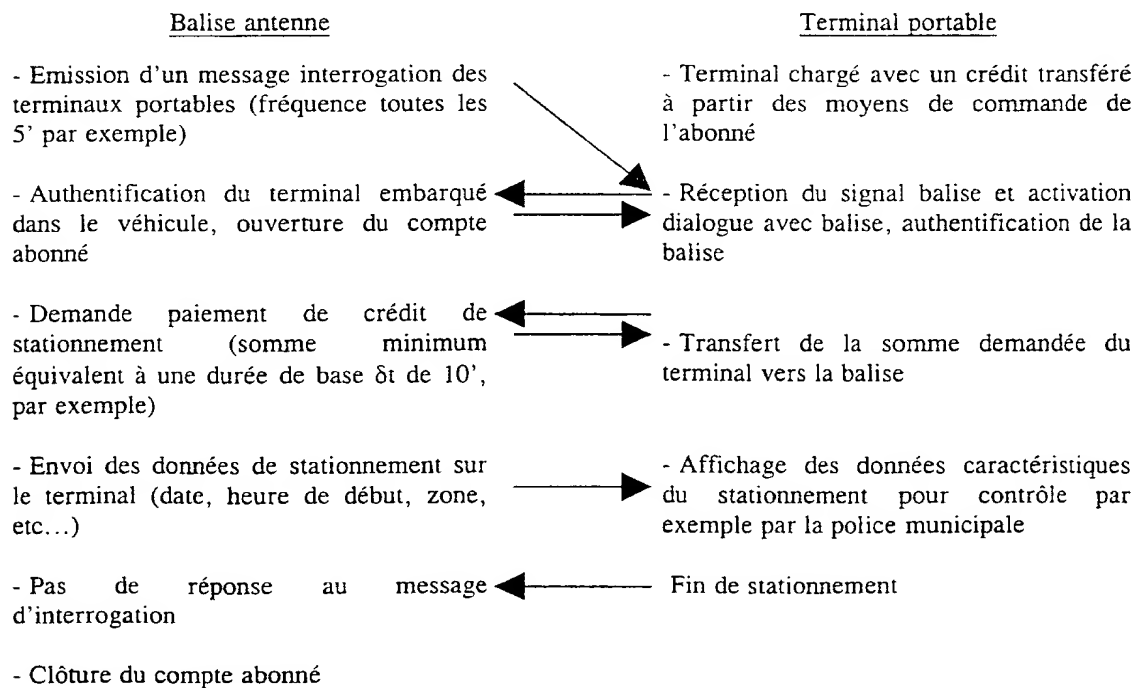 Balise antenne
Terminal portable
- Emission d'un message interrogation des
terminaux portables (fréquence toutes les
5' par exemple)
- Terminal chargé avec un crédit transféré
à partir des moyens de commande de
l'abonné
- Authentification du terminal embarqué
dans le véhicule, ouverture du compte
abonné
- Réception du signal balise et activation
dialogue avec balise, authentification de la
balise
- Demande paiement de crédit de
stationnement (somme minimum
équivalent à une durée de base δt de 10',
par exemple)
- Transfert de la somme demandée du
terminal vers la balise
- Envoi des données de stationnement sur
le terminal (date, heure de début, zone,
etc...)
- Affichage des données caractéristiques
du stationnement pour contrôle par
exemple par la police municipale
- Pas de réponse au message
d'interrogation
Fin de stationnement
- Clôture du compte abonné